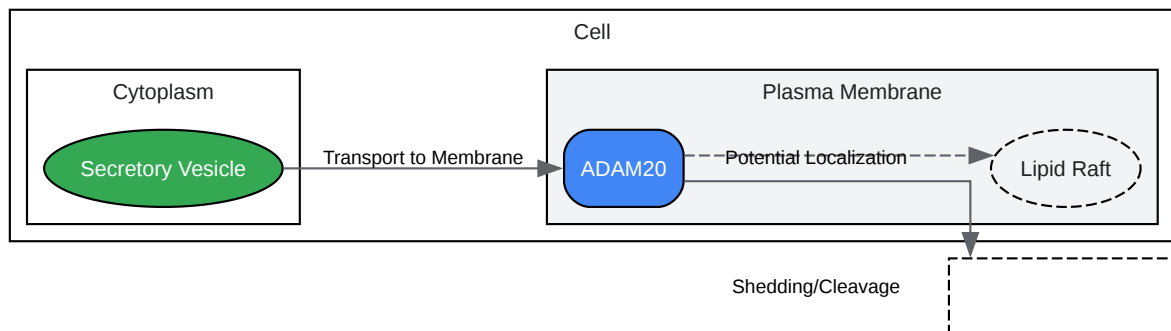 Cell
Cytoplasm
Plasma Membrane
Secretory Vesicle
Transport to Membrane
ADAM20
Potential Localization
Lipid Raft
Shedding/Cleavage